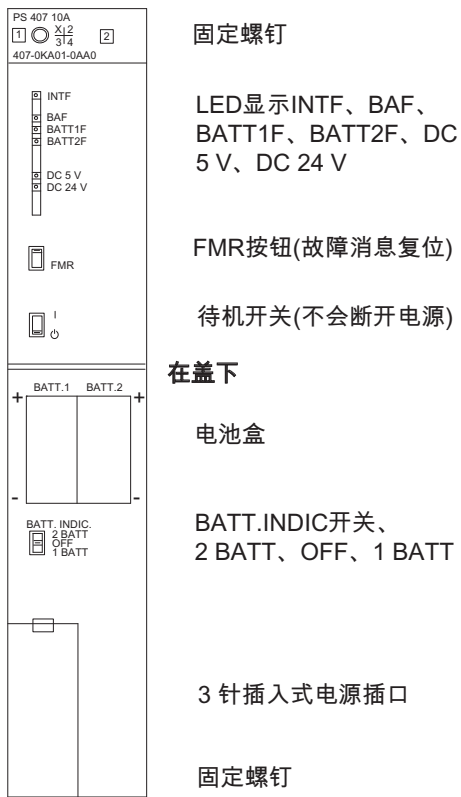 PS 407 10A
1 X 2
3 4 2
407-0KA01-0AA0
固定螺钉
INTF
BAF
BATT1F
BATT2F
DC 5 V
DC 24 V
LED显示INTF、BAF、
BATT1F、BATT2F、DC
5 V、DC 24 V
FMR
FMR按钮(故障消息复位)
I
待机开关(不会断开电源)
在盖下
BATT.1 BATT.2
+ +
- -
电池盒
BATT. INDIC.
2 BATT
OFF
1 BATT
BATT.INDIC开关、
2 BATT、OFF、1 BATT
3 针插入式电源插口
固定螺钉